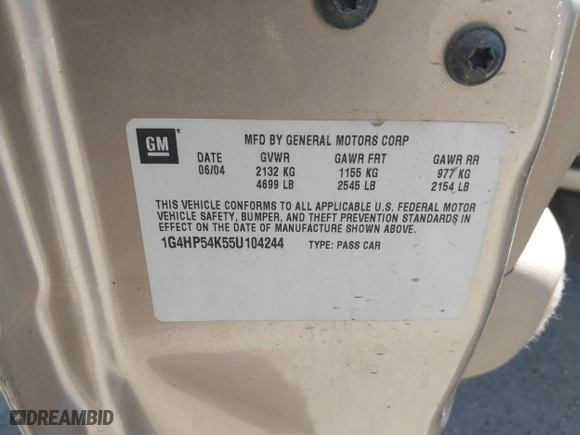 GM MFD BY GENERAL MOTORS CORP
DATE GVWR GAWR FRT GAWR RR
06/04 2132 KG 1155 KG 977 KG
4699 LB 2545 LB 2154 LB
THIS VEHICLE CONFORMS TO ALL APPLICABLE U.S. FEDERAL MOTOR
VEHICLE SAFETY, BUMPER, AND THEFT PREVENTION STANDARDS IN
EFFECT ON THE DATE OF MANUFACTURE SHOWN ABOVE.
1G4HP54K55U104244 TYPE: PASS CAR
DREAMBID